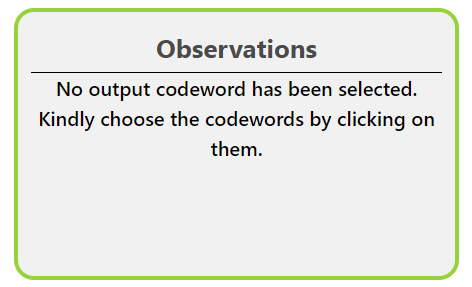 Observations
No output codeword has been selected.
Kindly choose the codewords by clicking on
them.